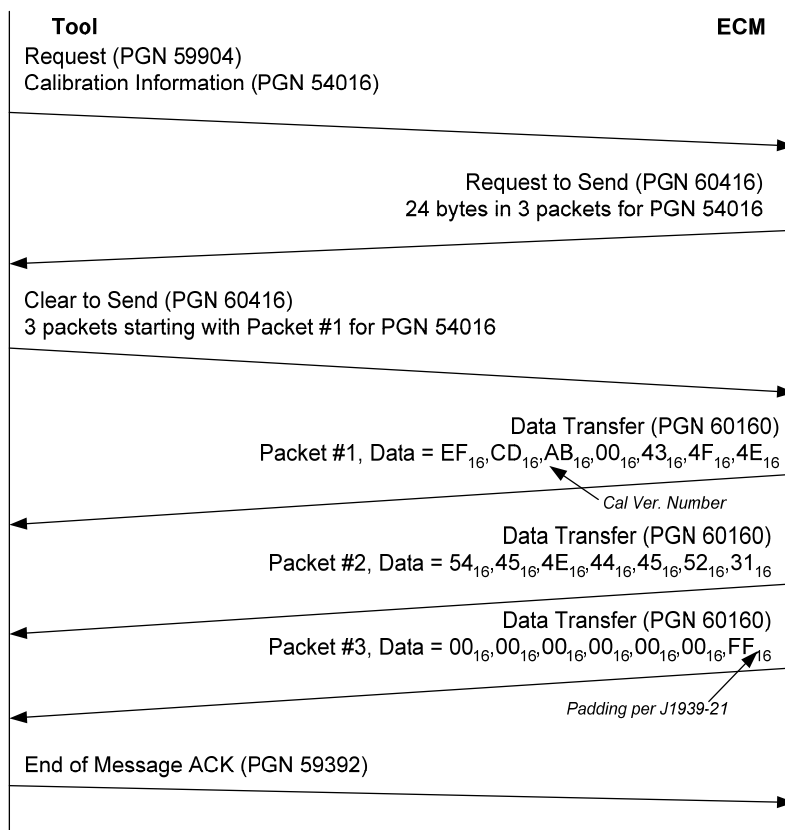 Tool ECM
Request (PGN 59904)
Calibration Information (PGN 54016)
Request to Send (PGN 60416)
24 bytes in 3 packets for PGN 54016
Clear to Send (PGN 60416)
3 packets starting with Packet #1 for PGN 54016
Data Transfer (PGN 60160)
Packet #1, Data = EF₁₆,CD₁₆,AB₁₆,00₁₆,43₁₆,4F₁₆,4E₁₆
Cal Ver. Number
Data Transfer (PGN 60160)
Packet #2, Data = 54₁₆,45₁₆,4E₁₆,44₁₆,45₁₆,52₁₆,31₁₆
Data Transfer (PGN 60160)
Packet #3, Data = 00₁₆,00₁₆,00₁₆,00₁₆,00₁₆,00₁₆,FF₁₆
Padding per J1939-21
End of Message ACK (PGN 59392)